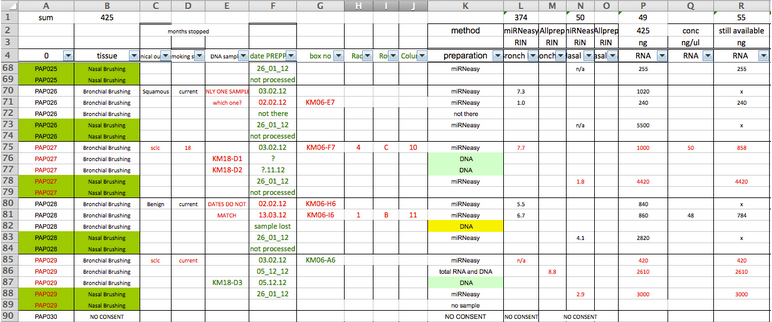 A B C D E F G H I J K L M N O P Q R
1 sum 425 374 50 49 55
2 months stopped method miRNeasy Allprep miRNeas Allprep 425 conc still available
3 RIN RIN RIN RIN ng ng/ul ng
4 0 tissue nical ou moking s DNA sampl date PREPP box no Rac Ro Colu preparation ronch asal asal RNA RNA RNA
68 PAP025 Nasal Brushing 26_01_12 miRNeasy n/a 255 255
69 PAP025 Nasal Brushing not processed
70 PAP026 Bronchial Brushing Squamous current NLY ONE SAMPLE 03.02.12 miRNeasy 7.3 1020 x
71 PAP026 Bronchial Brushing which one? 02.02.12 KM06-E7 miRNeasy 1.0 240 240
72 PAP026 Bronchial Brushing not there not there
73 PAP026 Nasal Brushing 26_01_12 miRNeasy n/a 5500 x
74 PAP026 Nasal Brushing not processed
75 PAP027 Bronchial Brushing sclc 18 03.02.12 KM06-F7 4 C 10 miRNeasy 7.7 1000 50 858
76 PAP027 Bronchial Brushing KM18-D1 ? DNA
77 PAP027 Bronchial Brushing KM18-D2 ?.11.12 DNA
78 PAP027 Nasal Brushing 26_01_12 miRNeasy 1.8 4420 4420
79 PAP027 Nasal Brushing not processed
80 PAP028 Bronchial Brushing Benign current DATES DO NOT 02.02.12 KM06-H6 miRNeasy 5.5 840 x
81 PAP028 Bronchial Brushing MATCH 13.03.12 KM06-I6 1 B 11 miRNeasy 6.7 860 48 784
82 PAP028 Bronchial Brushing sample lost DNA
83 PAP028 Nasal Brushing 26_01_12 miRNeasy 4.1 2820 x
84 PAP028 Nasal Brushing not processed
85 PAP029 Bronchial Brushing sclc current 03.02.12 KM06-A6 miRNeasy n/a 420 420
86 PAP029 Bronchial Brushing 05_12_12 total RNA and DNA 8.8 2610 2610
87 PAP029 Bronchial Brushing KM18-D3 05.12.12 DNA
88 PAP029 Nasal Brushing 26_01_12 miRNeasy 2.9 3000 3000
89 PAP029 Nasal Brushing no sample
90 PAP030 NO CONSENT NO CONSENT NO CONSENT NO CONSENT